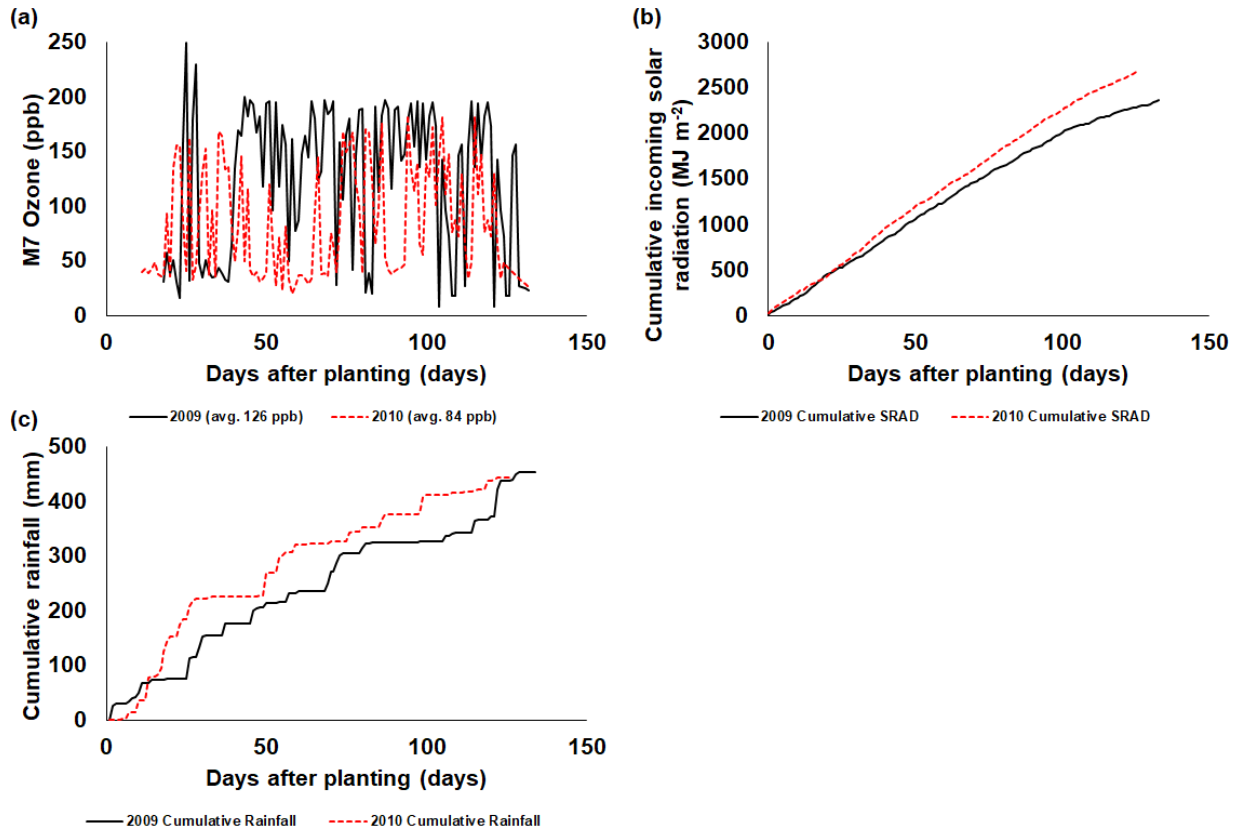 (a)
M7 Ozone (ppb)
250
200
150
100
50
0
0 50 100 150
Days after planting (days)
2009 (avg. 126 ppb) 2010 (avg. 84 ppb)
(b)
Cumulative incoming solar
radiation (MJ m-2)
3000
2500
2000
1500
1000
500
0
0 50 100 150
Days after planting (days)
2009 Cumulative SRAD 2010 Cumulative SRAD
(c)
Cumulative rainfall (mm)
500
400
300
200
100
0
0 50 100 150
Days after planting (days)
2009 Cumulative Rainfall 2010 Cumulative Rainfall